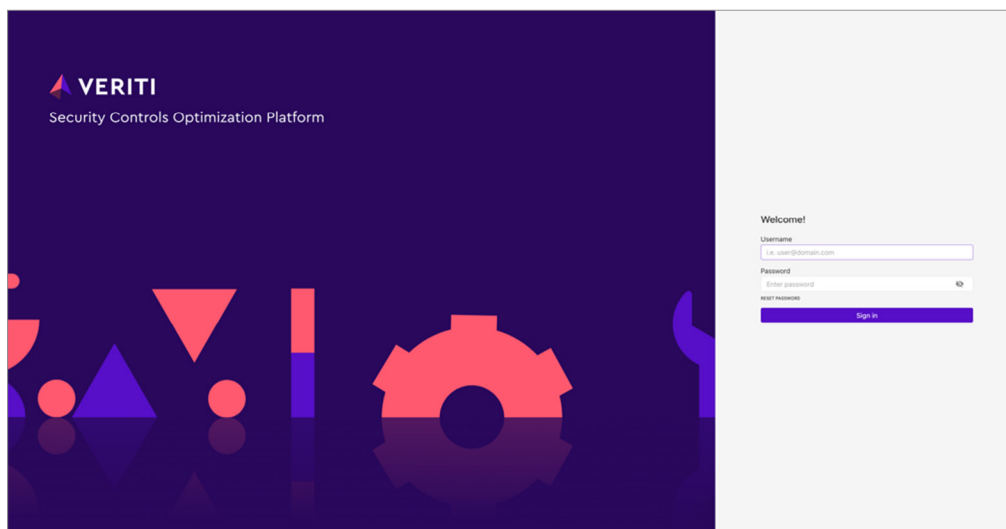 VERITI
Security Controls Optimization Platform
Welcome!
Username
i.e. user@domain.com
Password
Enter password
RESET PASSWORD
Sign in